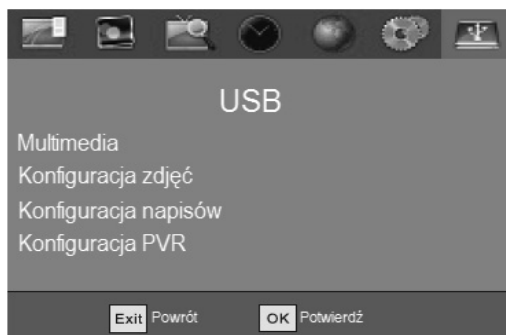 USB
Multimedia
Konfiguracja zdjęć
Konfiguracja napisów
Konfiguracja PVR
Exit Powrót OK Potwierdź